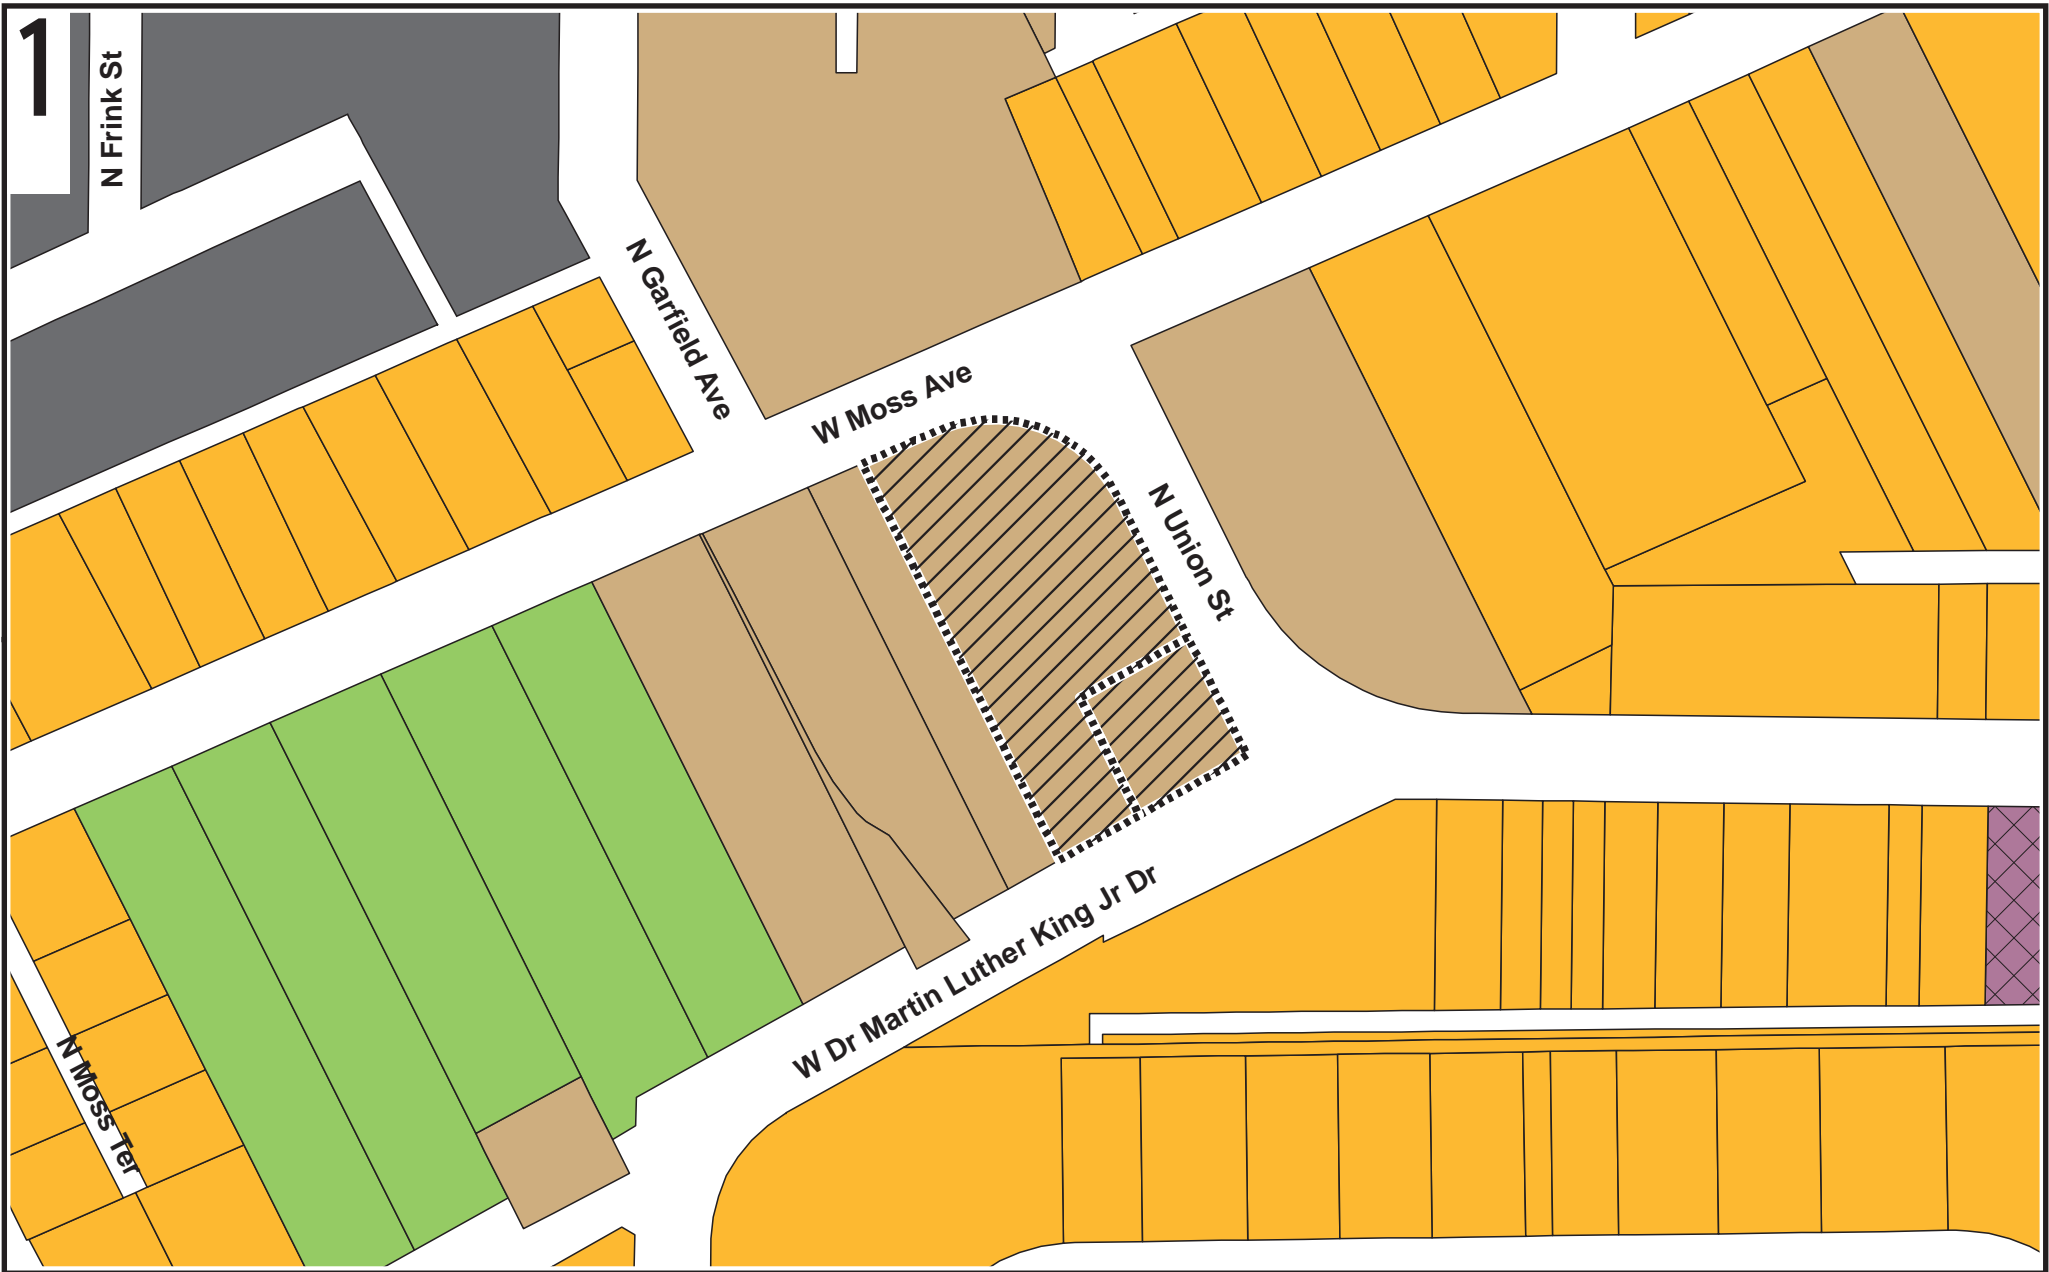 1
N Frink St
N Garfield Ave
W Moss Ave
N Union St
W Dr Martin Luther King Jr Dr
N Moss Ter